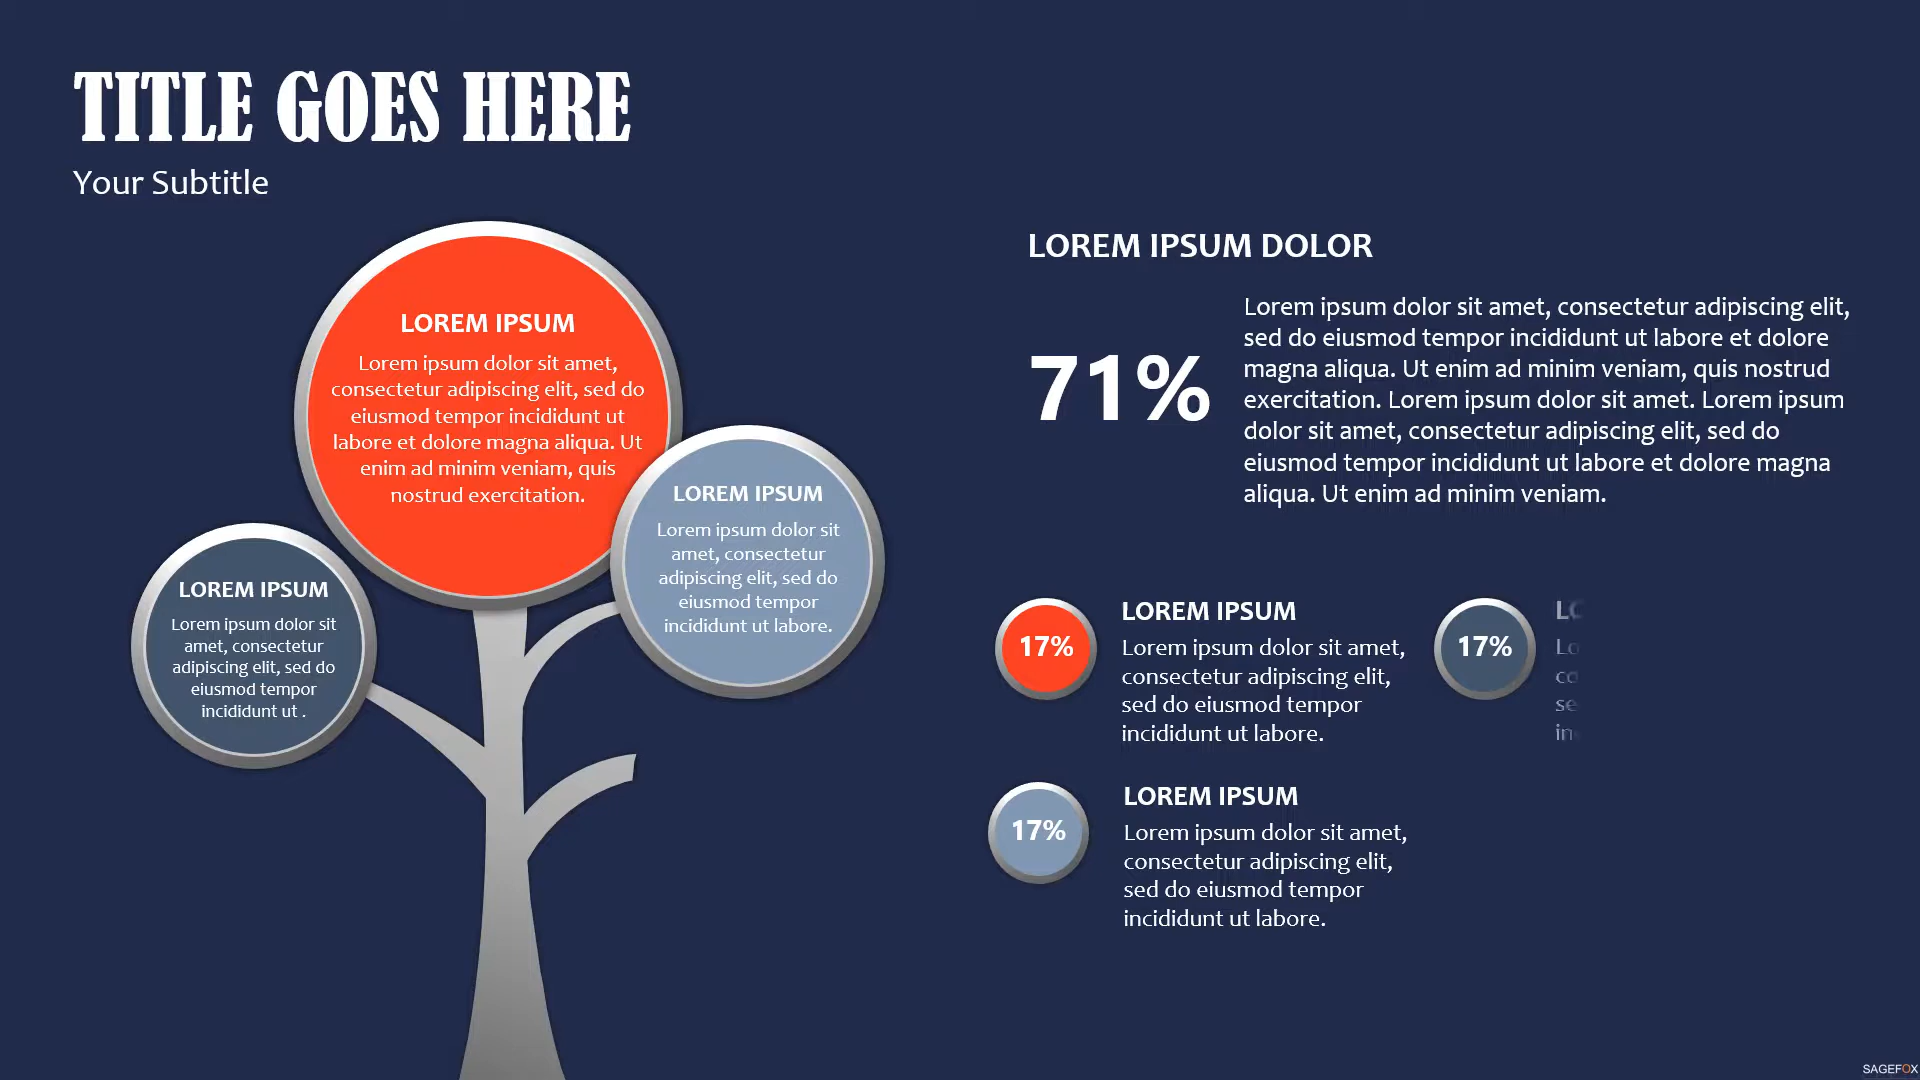 TITLE GOES HERE
Your Subtitle
LOREM IPSUM
Lorem ipsum dolor sit amet,
consectetur adipiscing elit, sed do
eiusmod tempor incididunt ut
labore et dolore magna aliqua. Ut
enim ad minim veniam, quis
nostrud exercitation.
LOREM IPSUM
Lorem ipsum dolor sit
amet, consectetur
adipiscing elit, sed do
eiusmod tempor
incididunt ut labore.
LOREM IPSUM
Lorem ipsum dolor sit
amet, consectetur
adipiscing elit, sed do
eiusmod tempor
incididunt ut .
LOREM IPSUM DOLOR
71%
Lorem ipsum dolor sit amet, consectetur adipiscing elit,
sed do eiusmod tempor incididunt ut labore et dolore
magna aliqua. Ut enim ad minim veniam, quis nostrud
exercitation. Lorem ipsum dolor sit amet. Lorem ipsum
dolor sit amet, consectetur adipiscing elit, sed do
eiusmod tempor incididunt ut labore et dolore magna
aliqua. Ut enim ad minim veniam.
17%
LOREM IPSUM
Lorem ipsum dolor sit amet,
consectetur adipiscing elit,
sed do eiusmod tempor
incididunt ut labore.
17%
17%
LOREM IPSUM
Lorem ipsum dolor sit amet,
consectetur adipiscing elit,
sed do eiusmod tempor
incididunt ut labore.
SAGEFOX